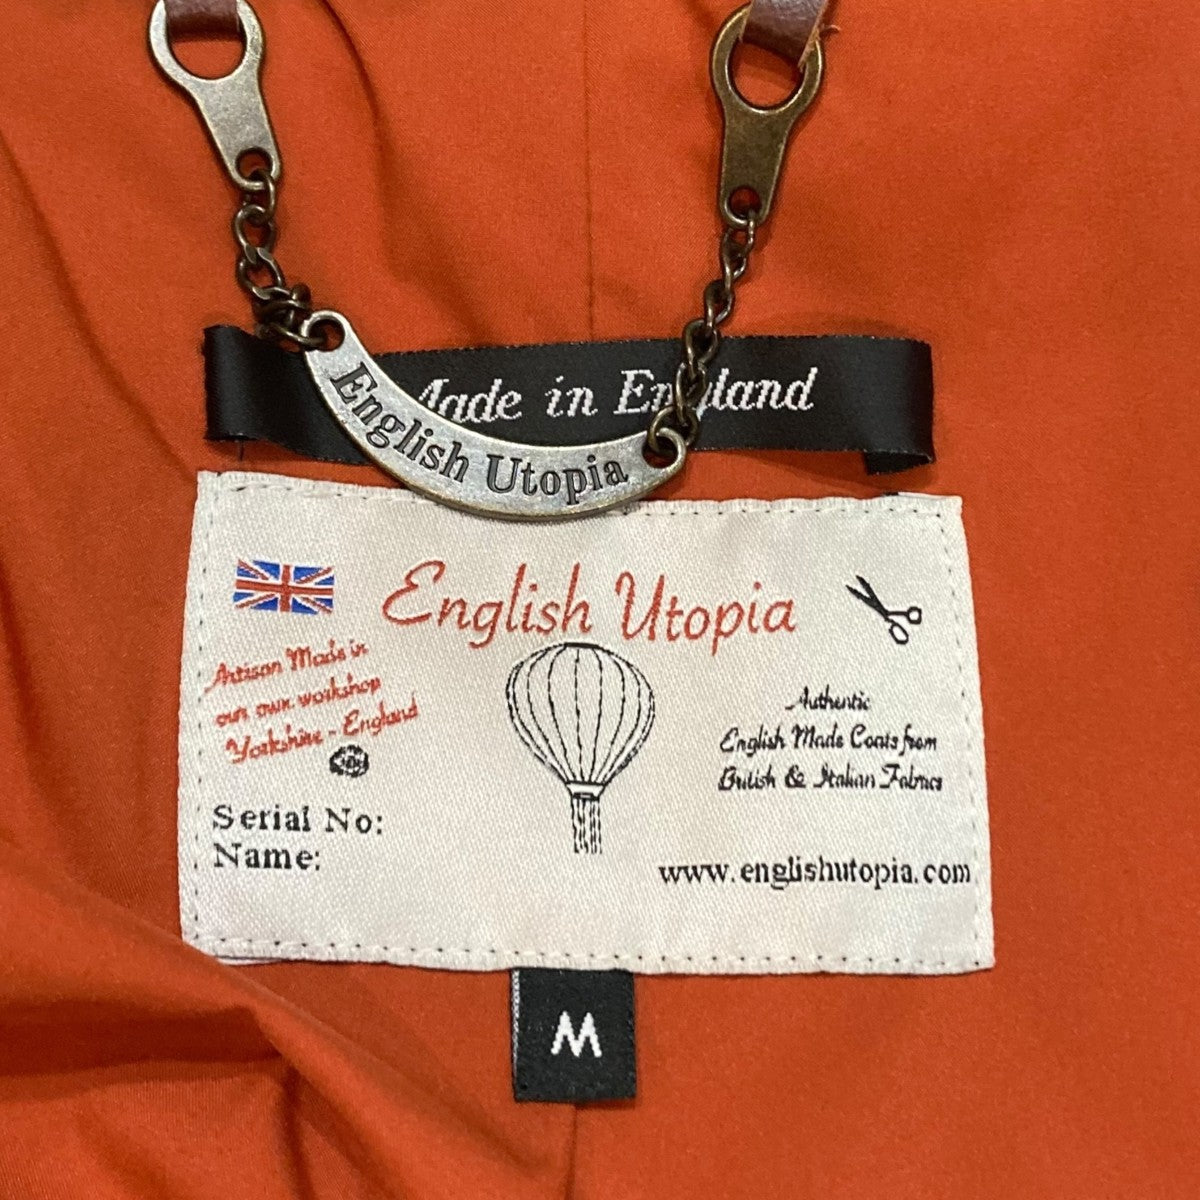 Made in England
English Utopia
English Utopia
Artisan Made in
our own workshop
Yorkshire - England
Authentic
English Made Coats from
British & Italian Fabrics
Serial No:
Name:
www.englishutopia.com
M